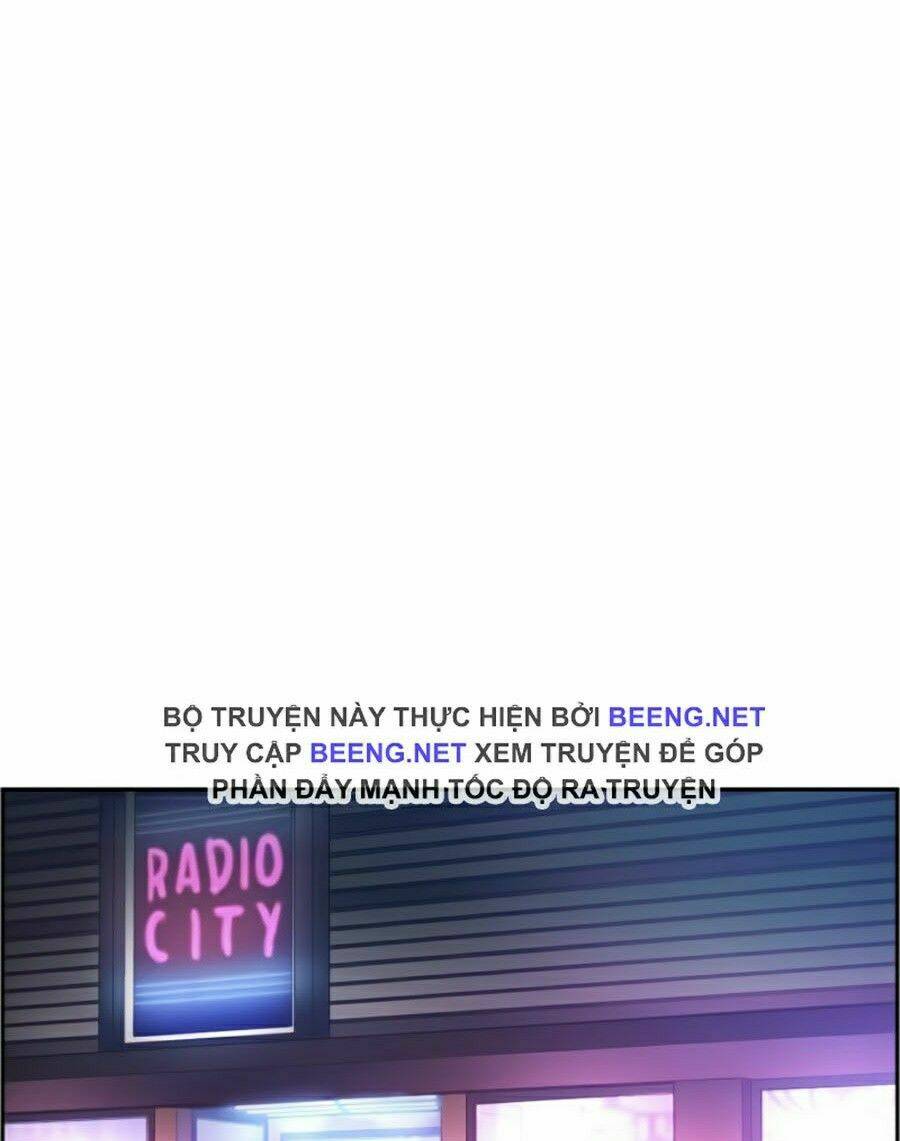 BỘ TRUYỆN NÀY THỰC HIỆN BỞI BEENG.NET
TRUY CẬP BEENG.NET XEM TRUYỆN ĐỂ GÓP
PHẦN ĐẨY MẠNH TỐC ĐỘ RA TRUYỆN
RADIO
CITY